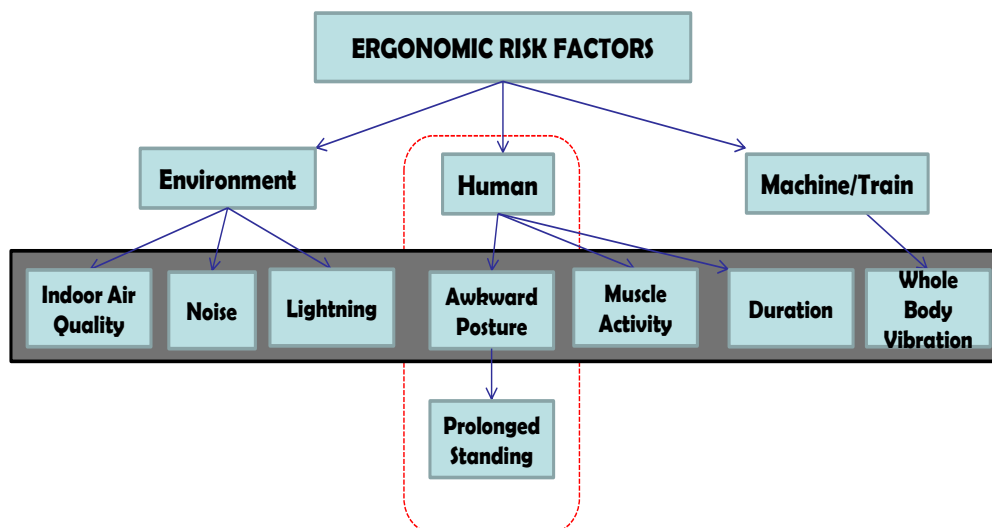 ERGONOMIC RISK FACTORS
Environment
Human
Machine/Train
Indoor Air
Quality
Noise
Lightning
Awkward
Posture
Muscle
Activity
Duration
Whole
Body
Vibration
Prolonged
Standing